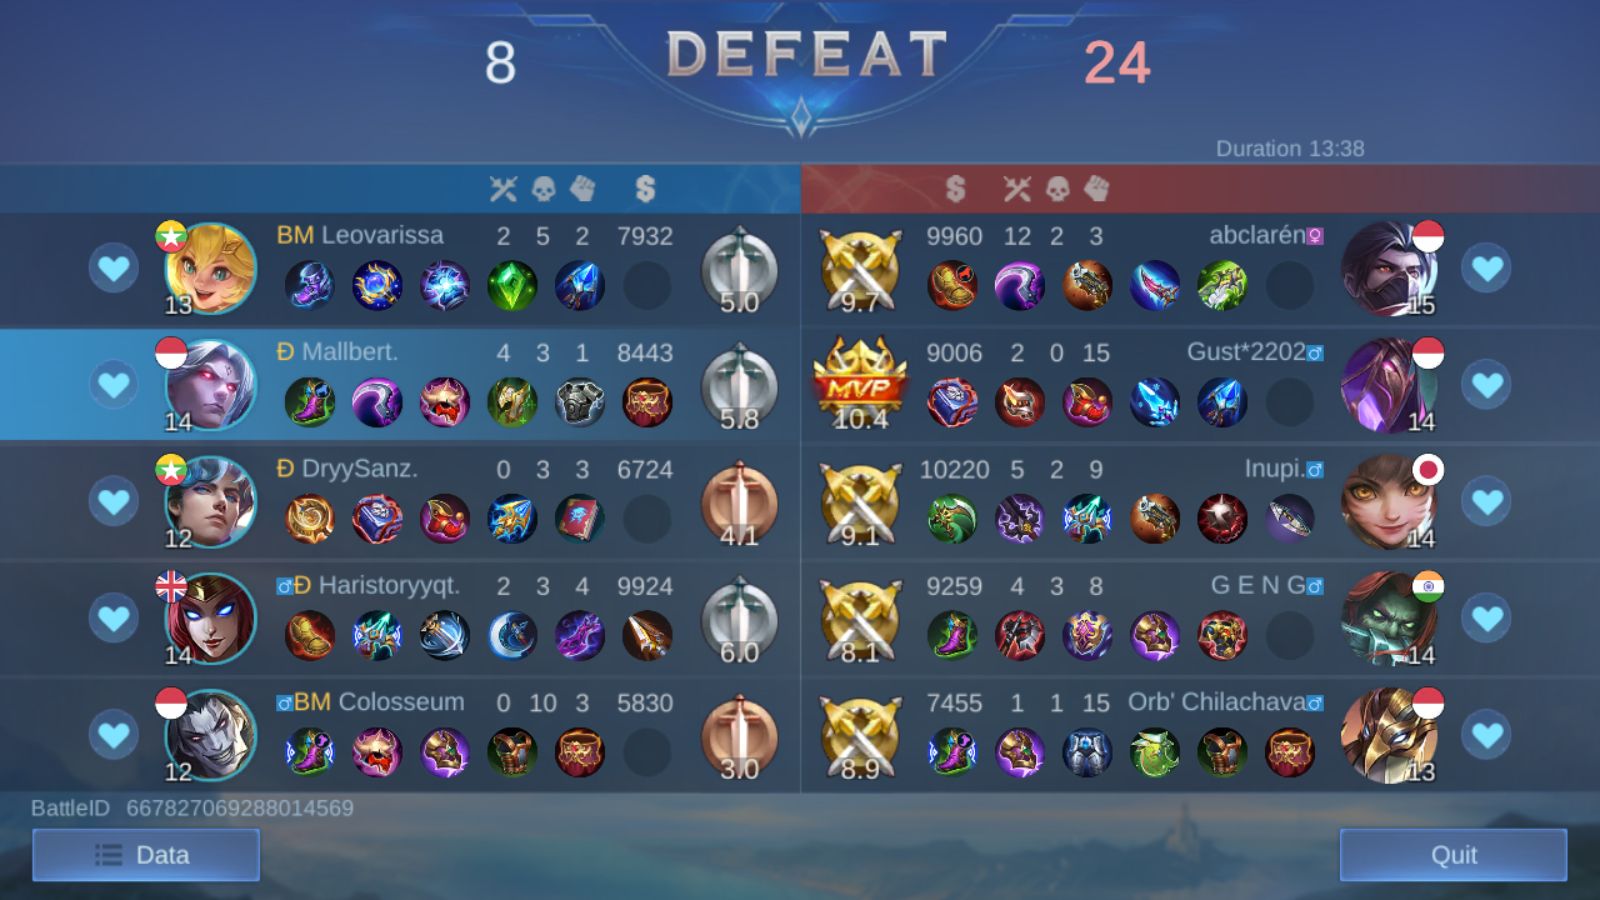 8 DEFEAT 24
Duration 13:38
BM Leovarissa 2 5 2 7932
13 5.0
9.7 9960 12 2 3 abclarén
15
Đ Mallbert. 4 3 1 8443
14 5.8
MVP 10.4 9006 2 0 15 Gust*2202
14
Đ DryySanz. 0 3 3 6724
12 4.1
9.1 10220 5 2 9 Inupi.
14
Đ Haristoryyqt. 2 3 4 9924
14 6.0
8.1 9259 4 3 8 G E N G
14
BM Colosseum 0 10 3 5830
12 3.0
8.9 7455 1 1 15 Orb' Chilachava
13
BattleID 667827069288014569
Data
Quit